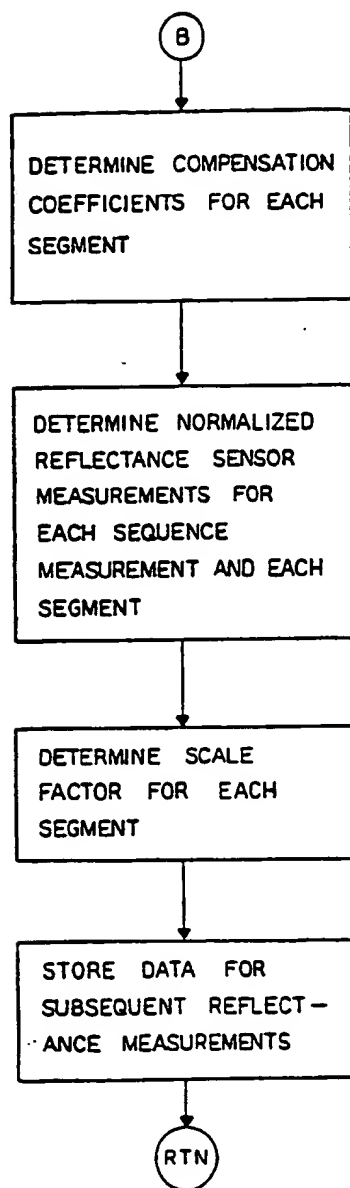 B
DETERMINE COMPENSATION
COEFFICIENTS FOR EACH
SEGMENT
DETERMINE NORMALIZED
REFLECTANCE SENSOR
MEASUREMENTS FOR
EACH SEQUENCE
MEASUREMENT AND EACH
SEGMENT
DETERMINE SCALE
FACTOR FOR EACH
SEGMENT
STORE DATA FOR
SUBSEQUENT REFLECT-
ANCE MEASUREMENTS
RTN